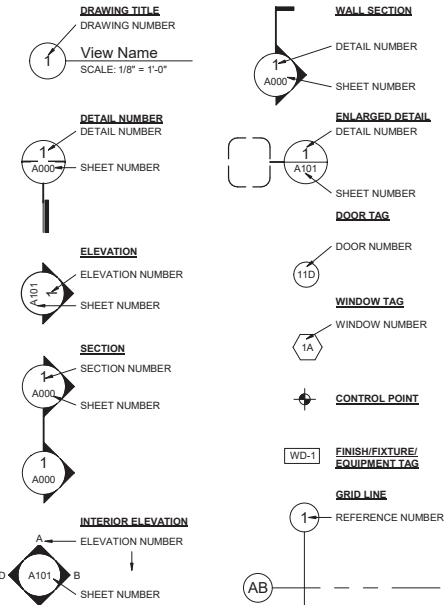 DRAWING TITLE
DRAWING NUMBER
1
View Name
SCALE: 1/8" = 1'-0"
DETAIL NUMBER
DETAIL NUMBER
1
A000
SHEET NUMBER
ELEVATION
ELEVATION NUMBER
1
A101
SHEET NUMBER
SECTION
SECTION NUMBER
1
A000
SHEET NUMBER
1
A000
INTERIOR ELEVATION
A
ELEVATION NUMBER
D
A101
B
SHEET NUMBER
WALL SECTION
DETAIL NUMBER
1
A000
SHEET NUMBER
ENLARGED DETAIL
DETAIL NUMBER
1
A101
SHEET NUMBER
DOOR TAG
DOOR NUMBER
11D
WINDOW TAG
WINDOW NUMBER
1A
CONTROL POINT
WD-1
FINISH/FIXTURE/
EQUIPMENT TAG
GRID LINE
1
REFERENCE NUMBER
AB